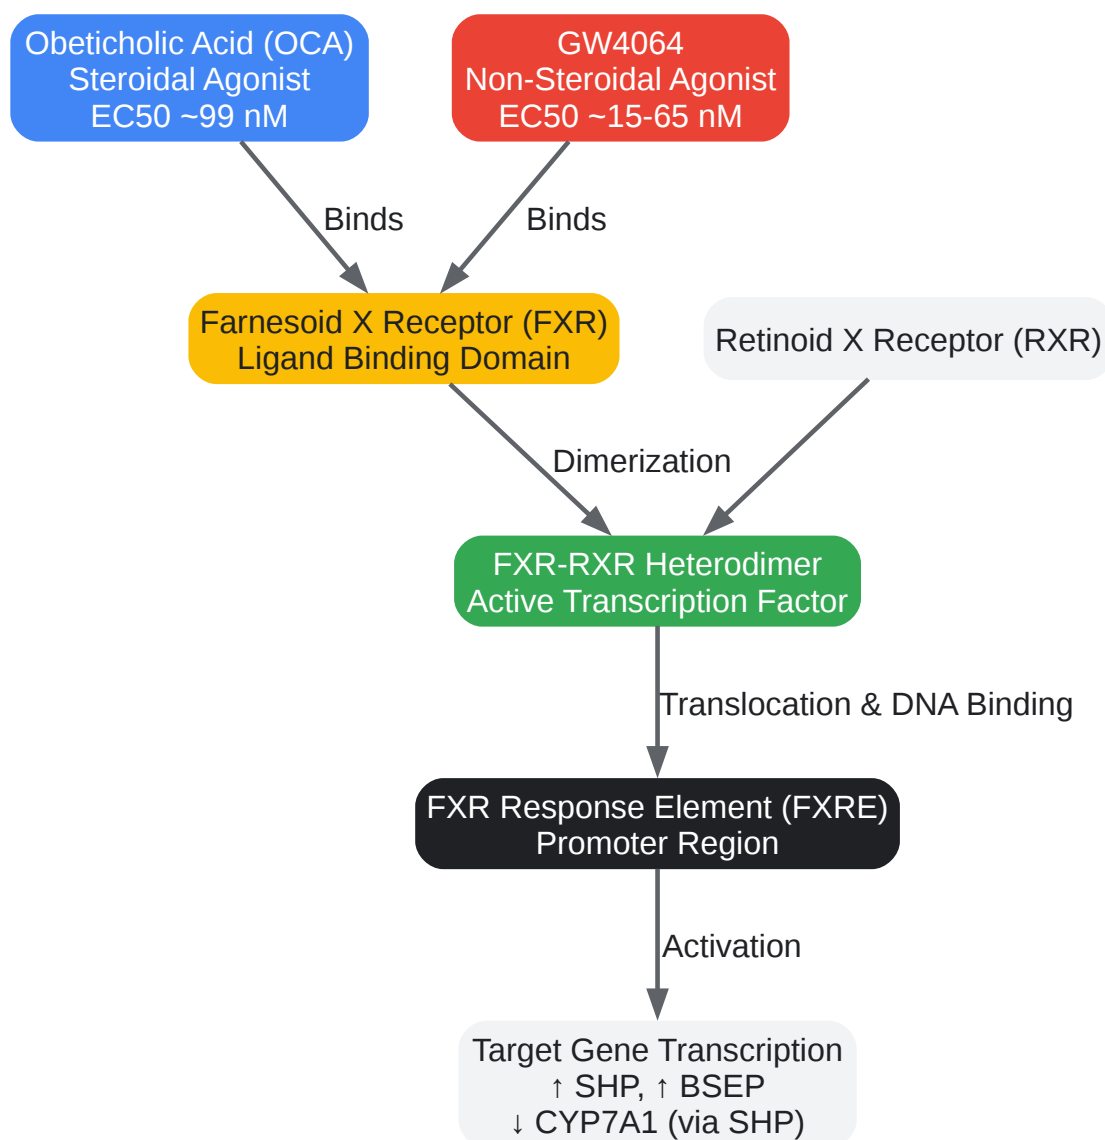 Obeticholic Acid (OCA)
Steroidal Agonist
EC50 ~99 nM
GW4064
Non-Steroidal Agonist
EC50 ~15-65 nM
Binds
Binds
Farnesoid X Receptor (FXR)
Ligand Binding Domain
Retinoid X Receptor (RXR)
Dimerization
FXR-RXR Heterodimer
Active Transcription Factor
Translocation & DNA Binding
FXR Response Element (FXRE)
Promoter Region
Activation
Target Gene Transcription
↑ SHP, ↑ BSEP
↓ CYP7A1 (via SHP)